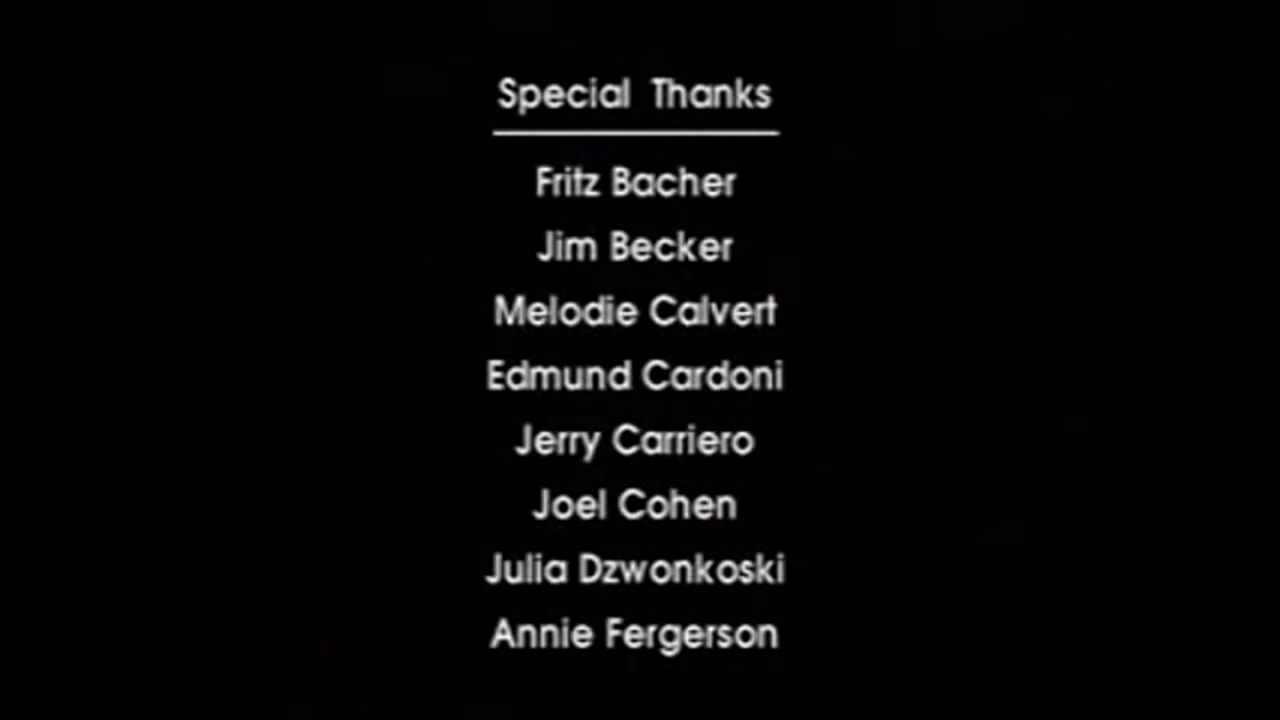 Special Thanks
Fritz Bacher
Jim Becker
Melodie Calvert
Edmund Cardoni
Jerry Carriero
Joel Cohen
Julia Dzwonkoski
Annie Fergerson